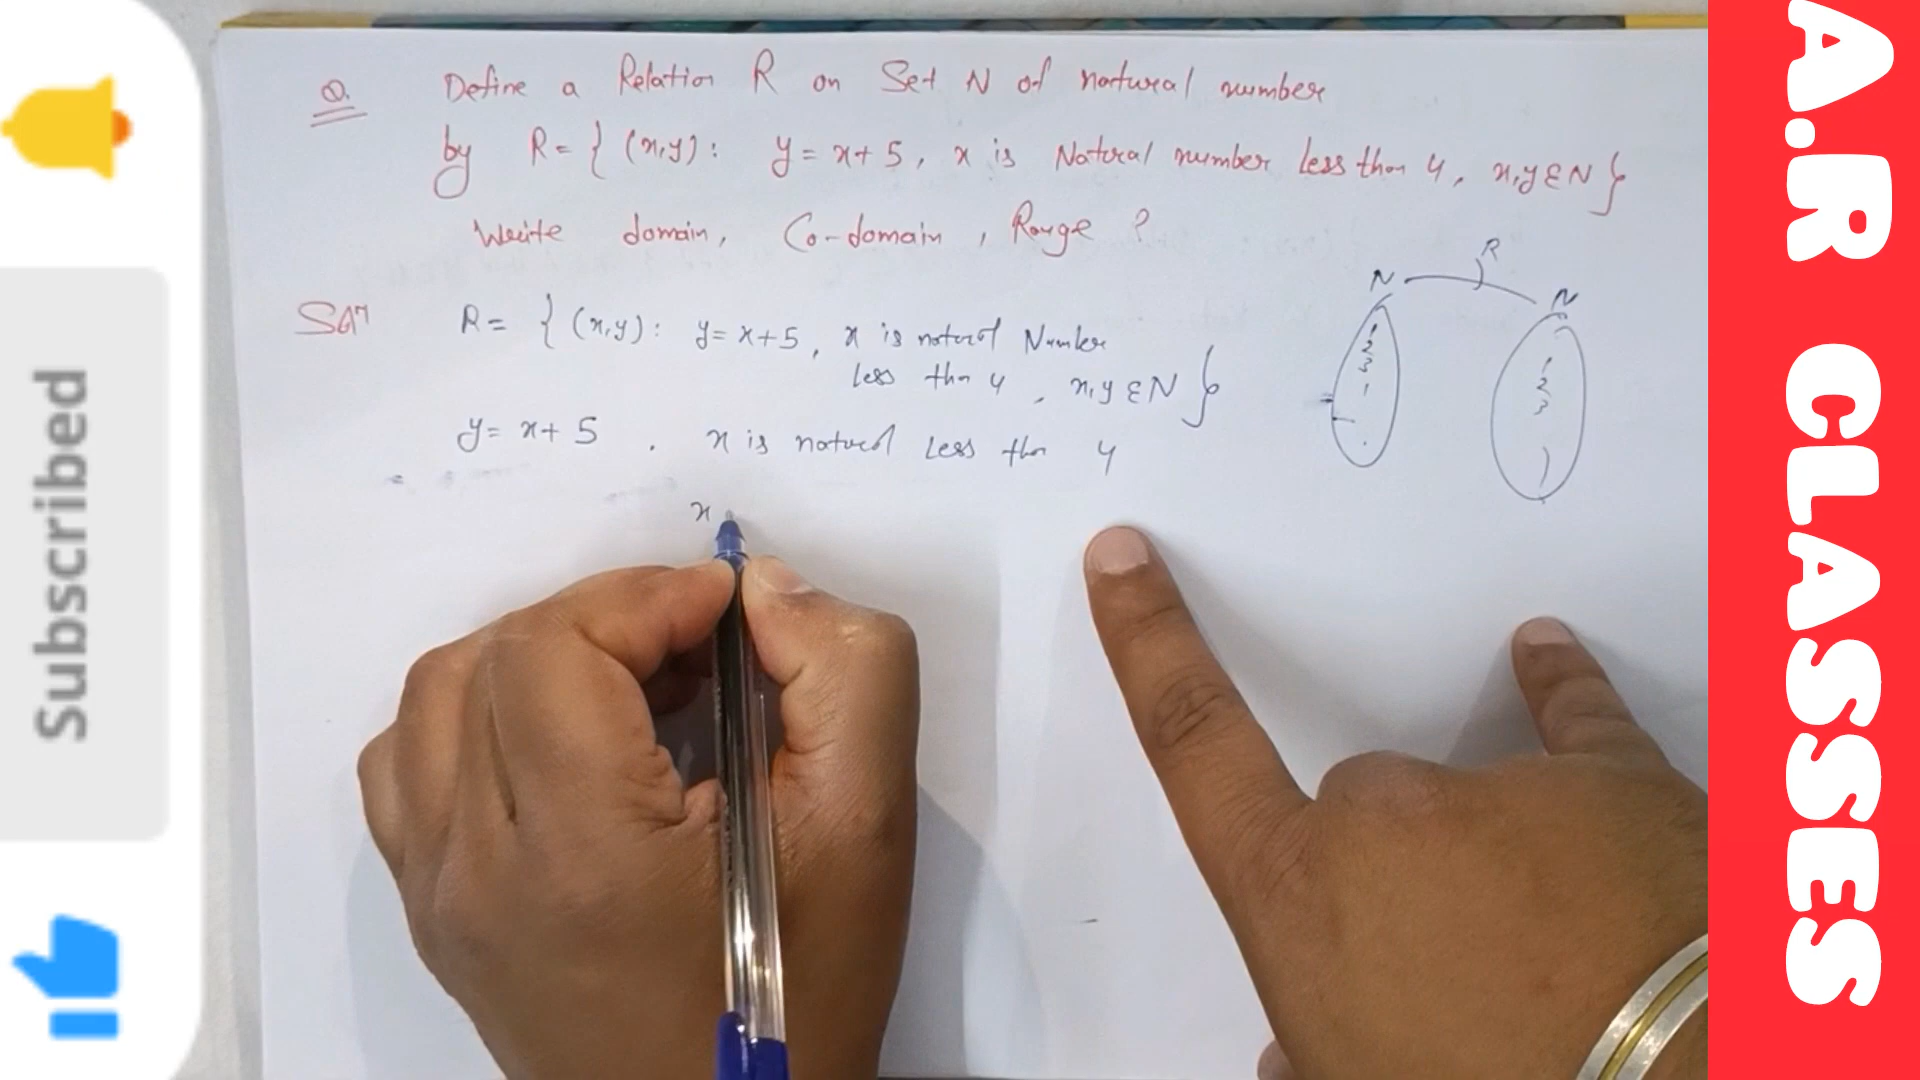 Q. Define a Relation R on Set N of natural number
by R = { (x,y) : y = x + 5 , x is Natural number less than 4 , x,y ε N }
Write domain, Co-domain , Range ?
Solⁿ R = { (x,y) : y = x + 5 , x is natural Number
less than 4 , x,y ε N }
y = x + 5 . x is natural less than 4
x
R
N N
1
2
3
1
1
2
3
Subscribed
A.R CLASSES